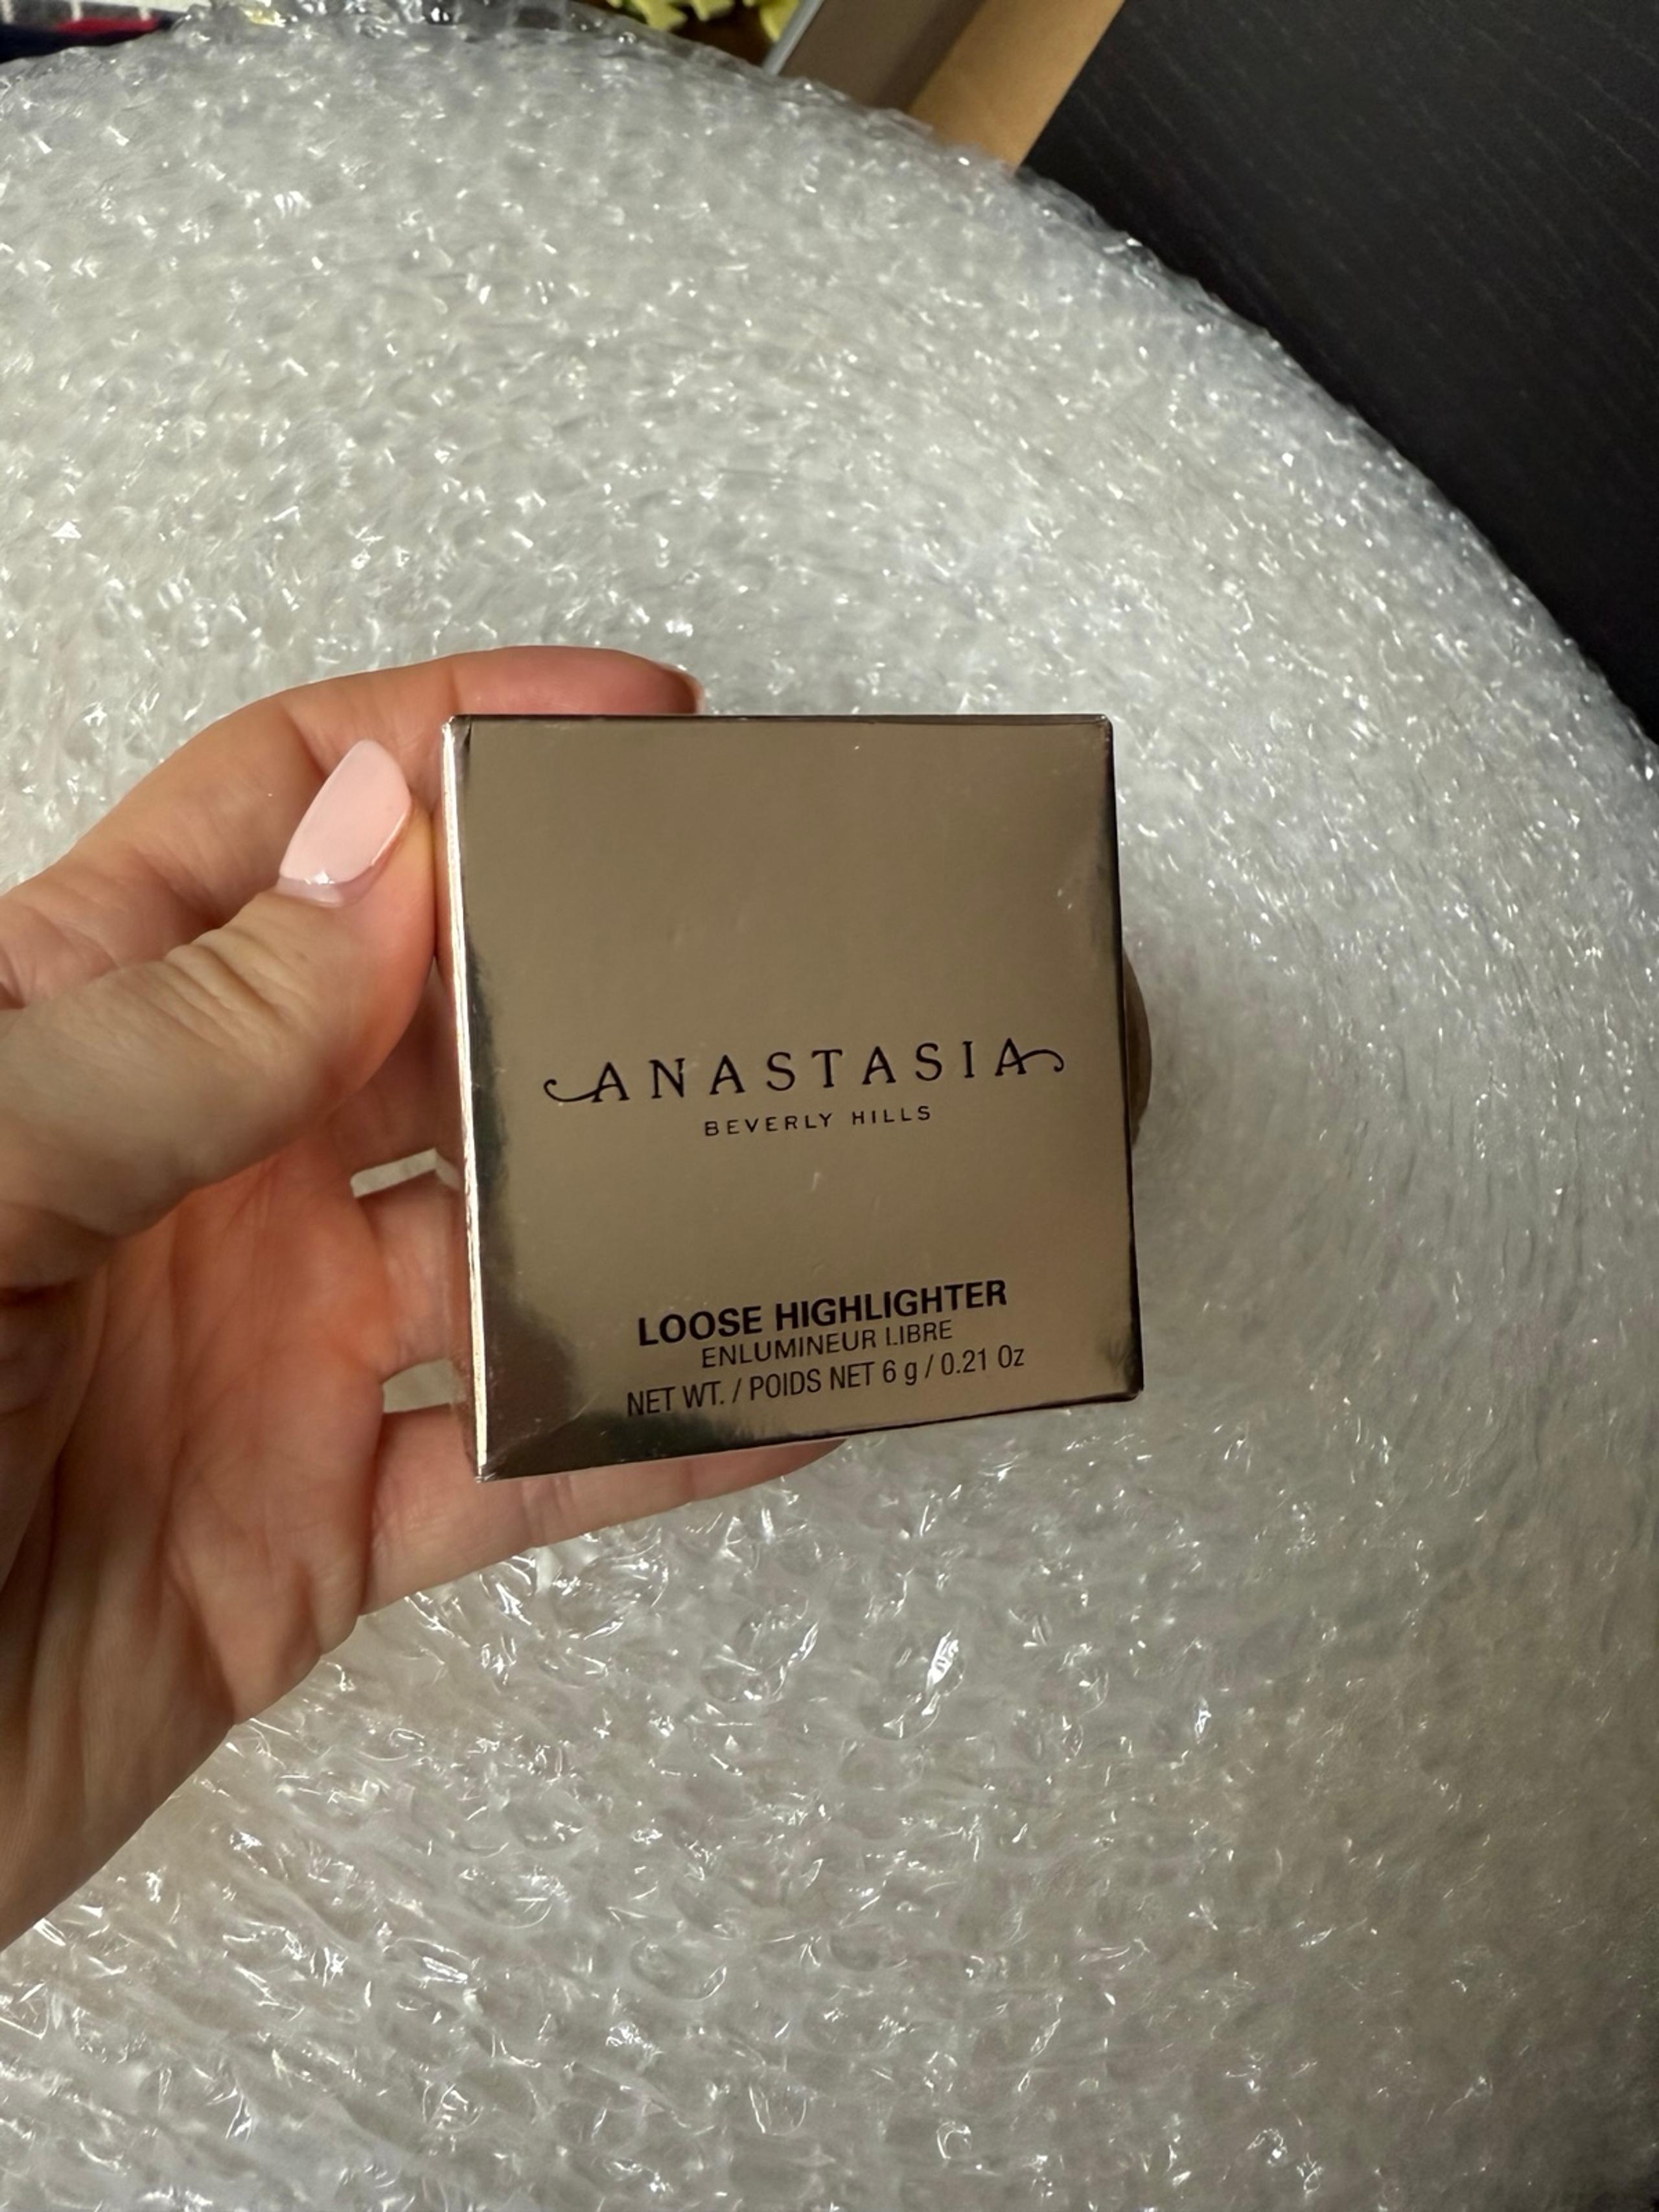 ANASTASIA
BEVERLY HILLS
LOOSE HIGHLIGHTER
ENLUMINEUR LIBRE
NET WT. / POIDS NET 6 g / 0.21 Oz